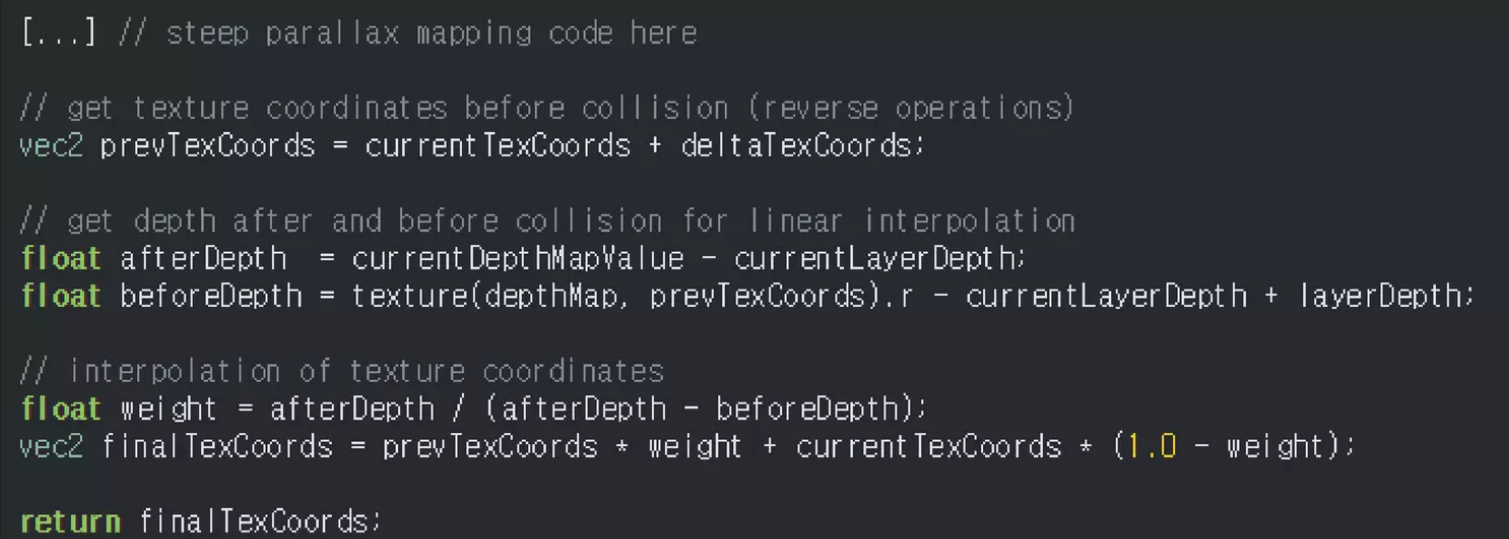 [...] // steep parallax mapping code here
// get texture coordinates before collision (reverse operations)
vec2 prevTexCoords = currentTexCoords + deltaTexCoords;
// get depth after and before collision for linear interpolation
float afterDepth  = currentDepthMapValue - currentLayerDepth;
float beforeDepth = texture(depthMap, prevTexCoords).r - currentLayerDepth + layerDepth;
// interpolation of texture coordinates
float weight = afterDepth / (afterDepth - beforeDepth);
vec2 finalTexCoords = prevTexCoords * weight + currentTexCoords * (1.0 - weight);
return finalTexCoords;